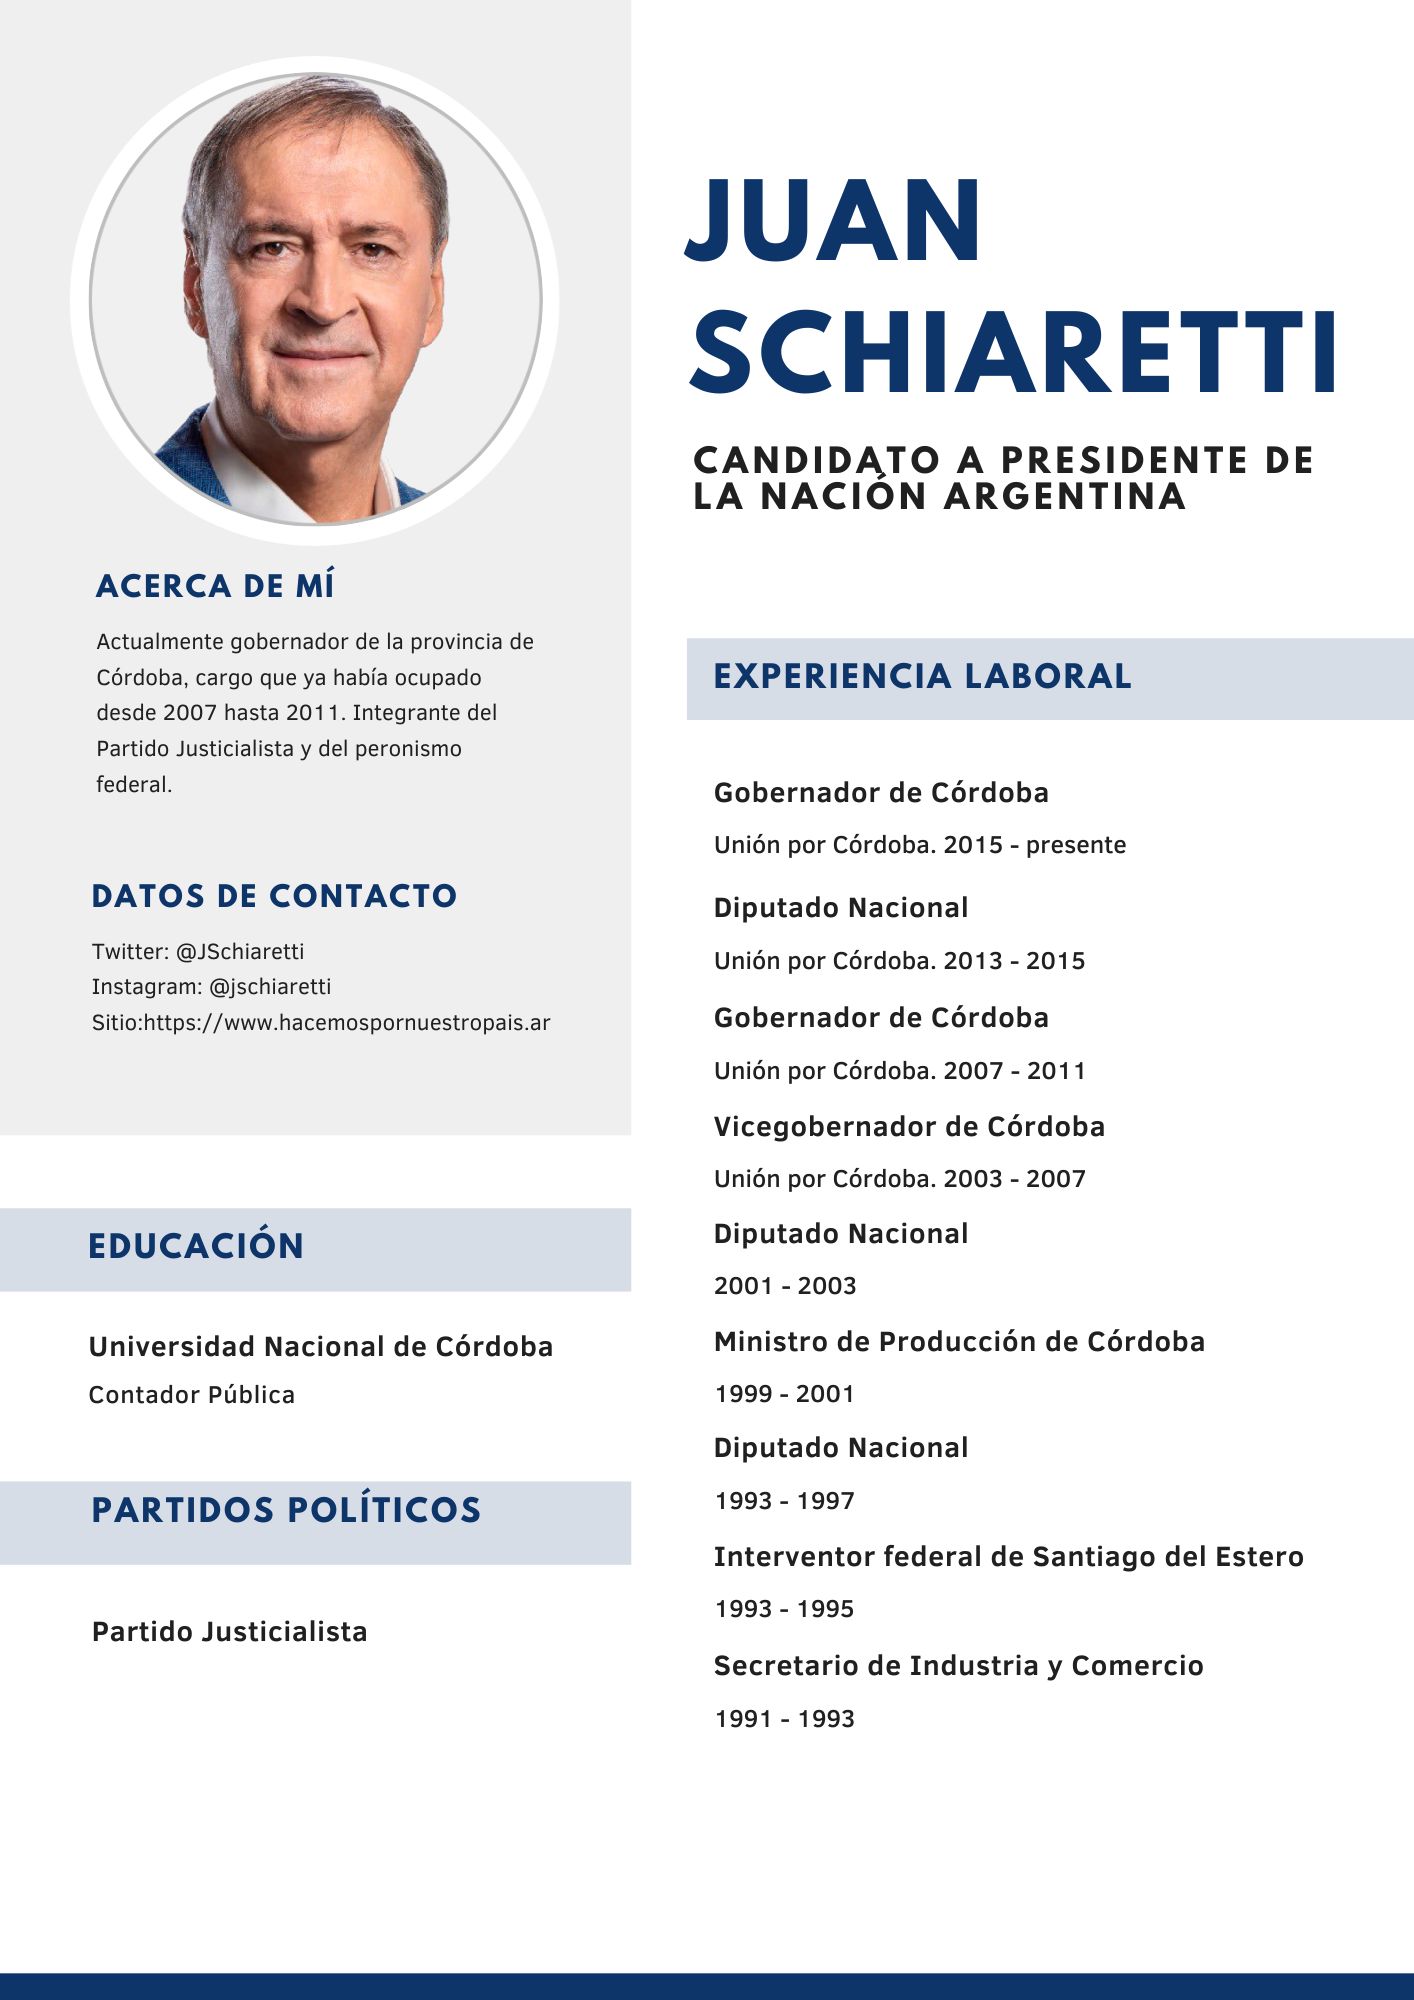 JUAN
SCHIARETTI
CANDIDATO A PRESIDENTE DE
LA NACIÓN ARGENTINA
ACERCA DE MÍ
Actualmente gobernador de la provincia de
Córdoba, cargo que ya había ocupado
desde 2007 hasta 2011. Integrante del
Partido Justicialista y del peronismo
federal.
DATOS DE CONTACTO
Twitter: @JSchiaretti
Instagram: @jschiaretti
Sitio:https://www.hacemospornuestropais.ar
EDUCACIÓN
Universidad Nacional de Córdoba
Contador Pública
PARTIDOS POLÍTICOS
Partido Justicialista
EXPERIENCIA LABORAL
Gobernador de Córdoba
Unión por Córdoba. 2015 - presente
Diputado Nacional
Unión por Córdoba. 2013 - 2015
Gobernador de Córdoba
Unión por Córdoba. 2007 - 2011
Vicegobernador de Córdoba
Unión por Córdoba. 2003 - 2007
Diputado Nacional
2001 - 2003
Ministro de Producción de Córdoba
1999 - 2001
Diputado Nacional
1993 - 1997
Interventor federal de Santiago del Estero
1993 - 1995
Secretario de Industria y Comercio
1991 - 1993